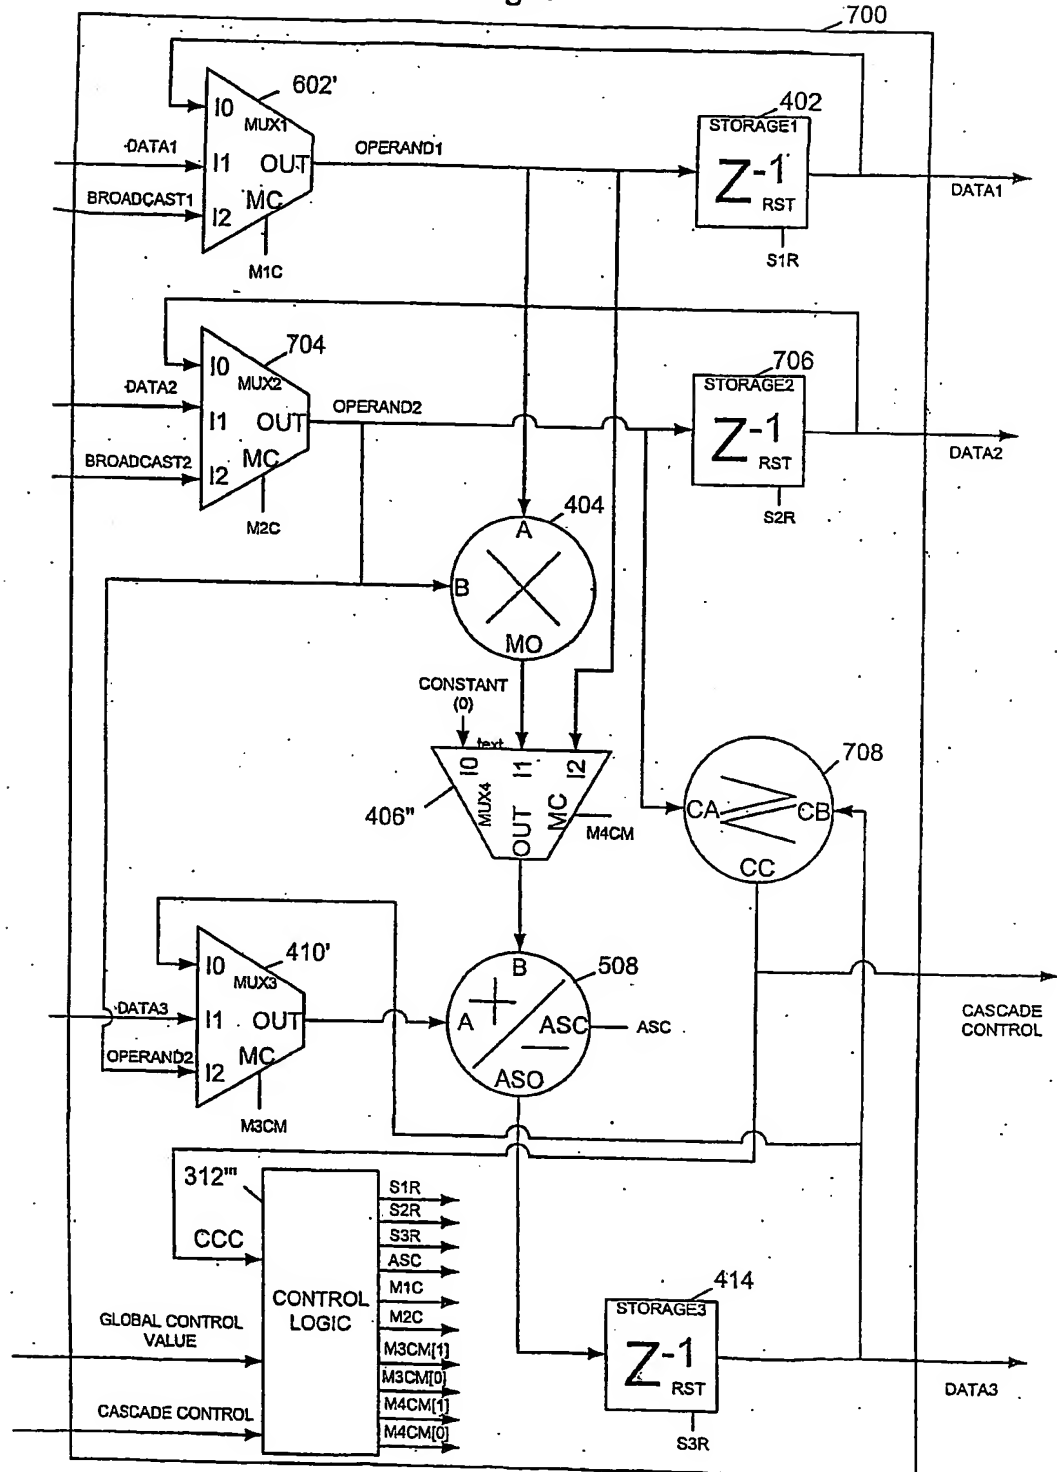 700
602'
I0
MUX1
DATA1
I1
OUT
OPERAND1
BROADCAST1
I2
MC
M1C
402
STORAGE1
Z-1
RST
S1R
DATA1
704
I0
MUX2
DATA2
I1
OUT
OPERAND2
BROADCAST2
I2
MC
M2C
706
STORAGE2
Z-1
RST
S2R
DATA2
404
A
B
MO
CONSTANT
(0)
text
I0
I1
I2
MUX4
OUT
MC
406"
M4CM
708
CA
CB
CC
410'
I0
MUX3
DATA3
I1
OUT
OPERAND2
I2
MC
M3CM
508
B
A
ASC
ASC
ASO
CASCADE
CONTROL
312'''
CCC
GLOBAL CONTROL
VALUE
CASCADE CONTROL
CONTROL
LOGIC
S1R
S2R
S3R
ASC
M1C
M2C
M3CM[1]
M3CM[0]
M4CM[1]
M4CM[0]
414
STORAGE3
Z-1
RST
S3R
DATA3